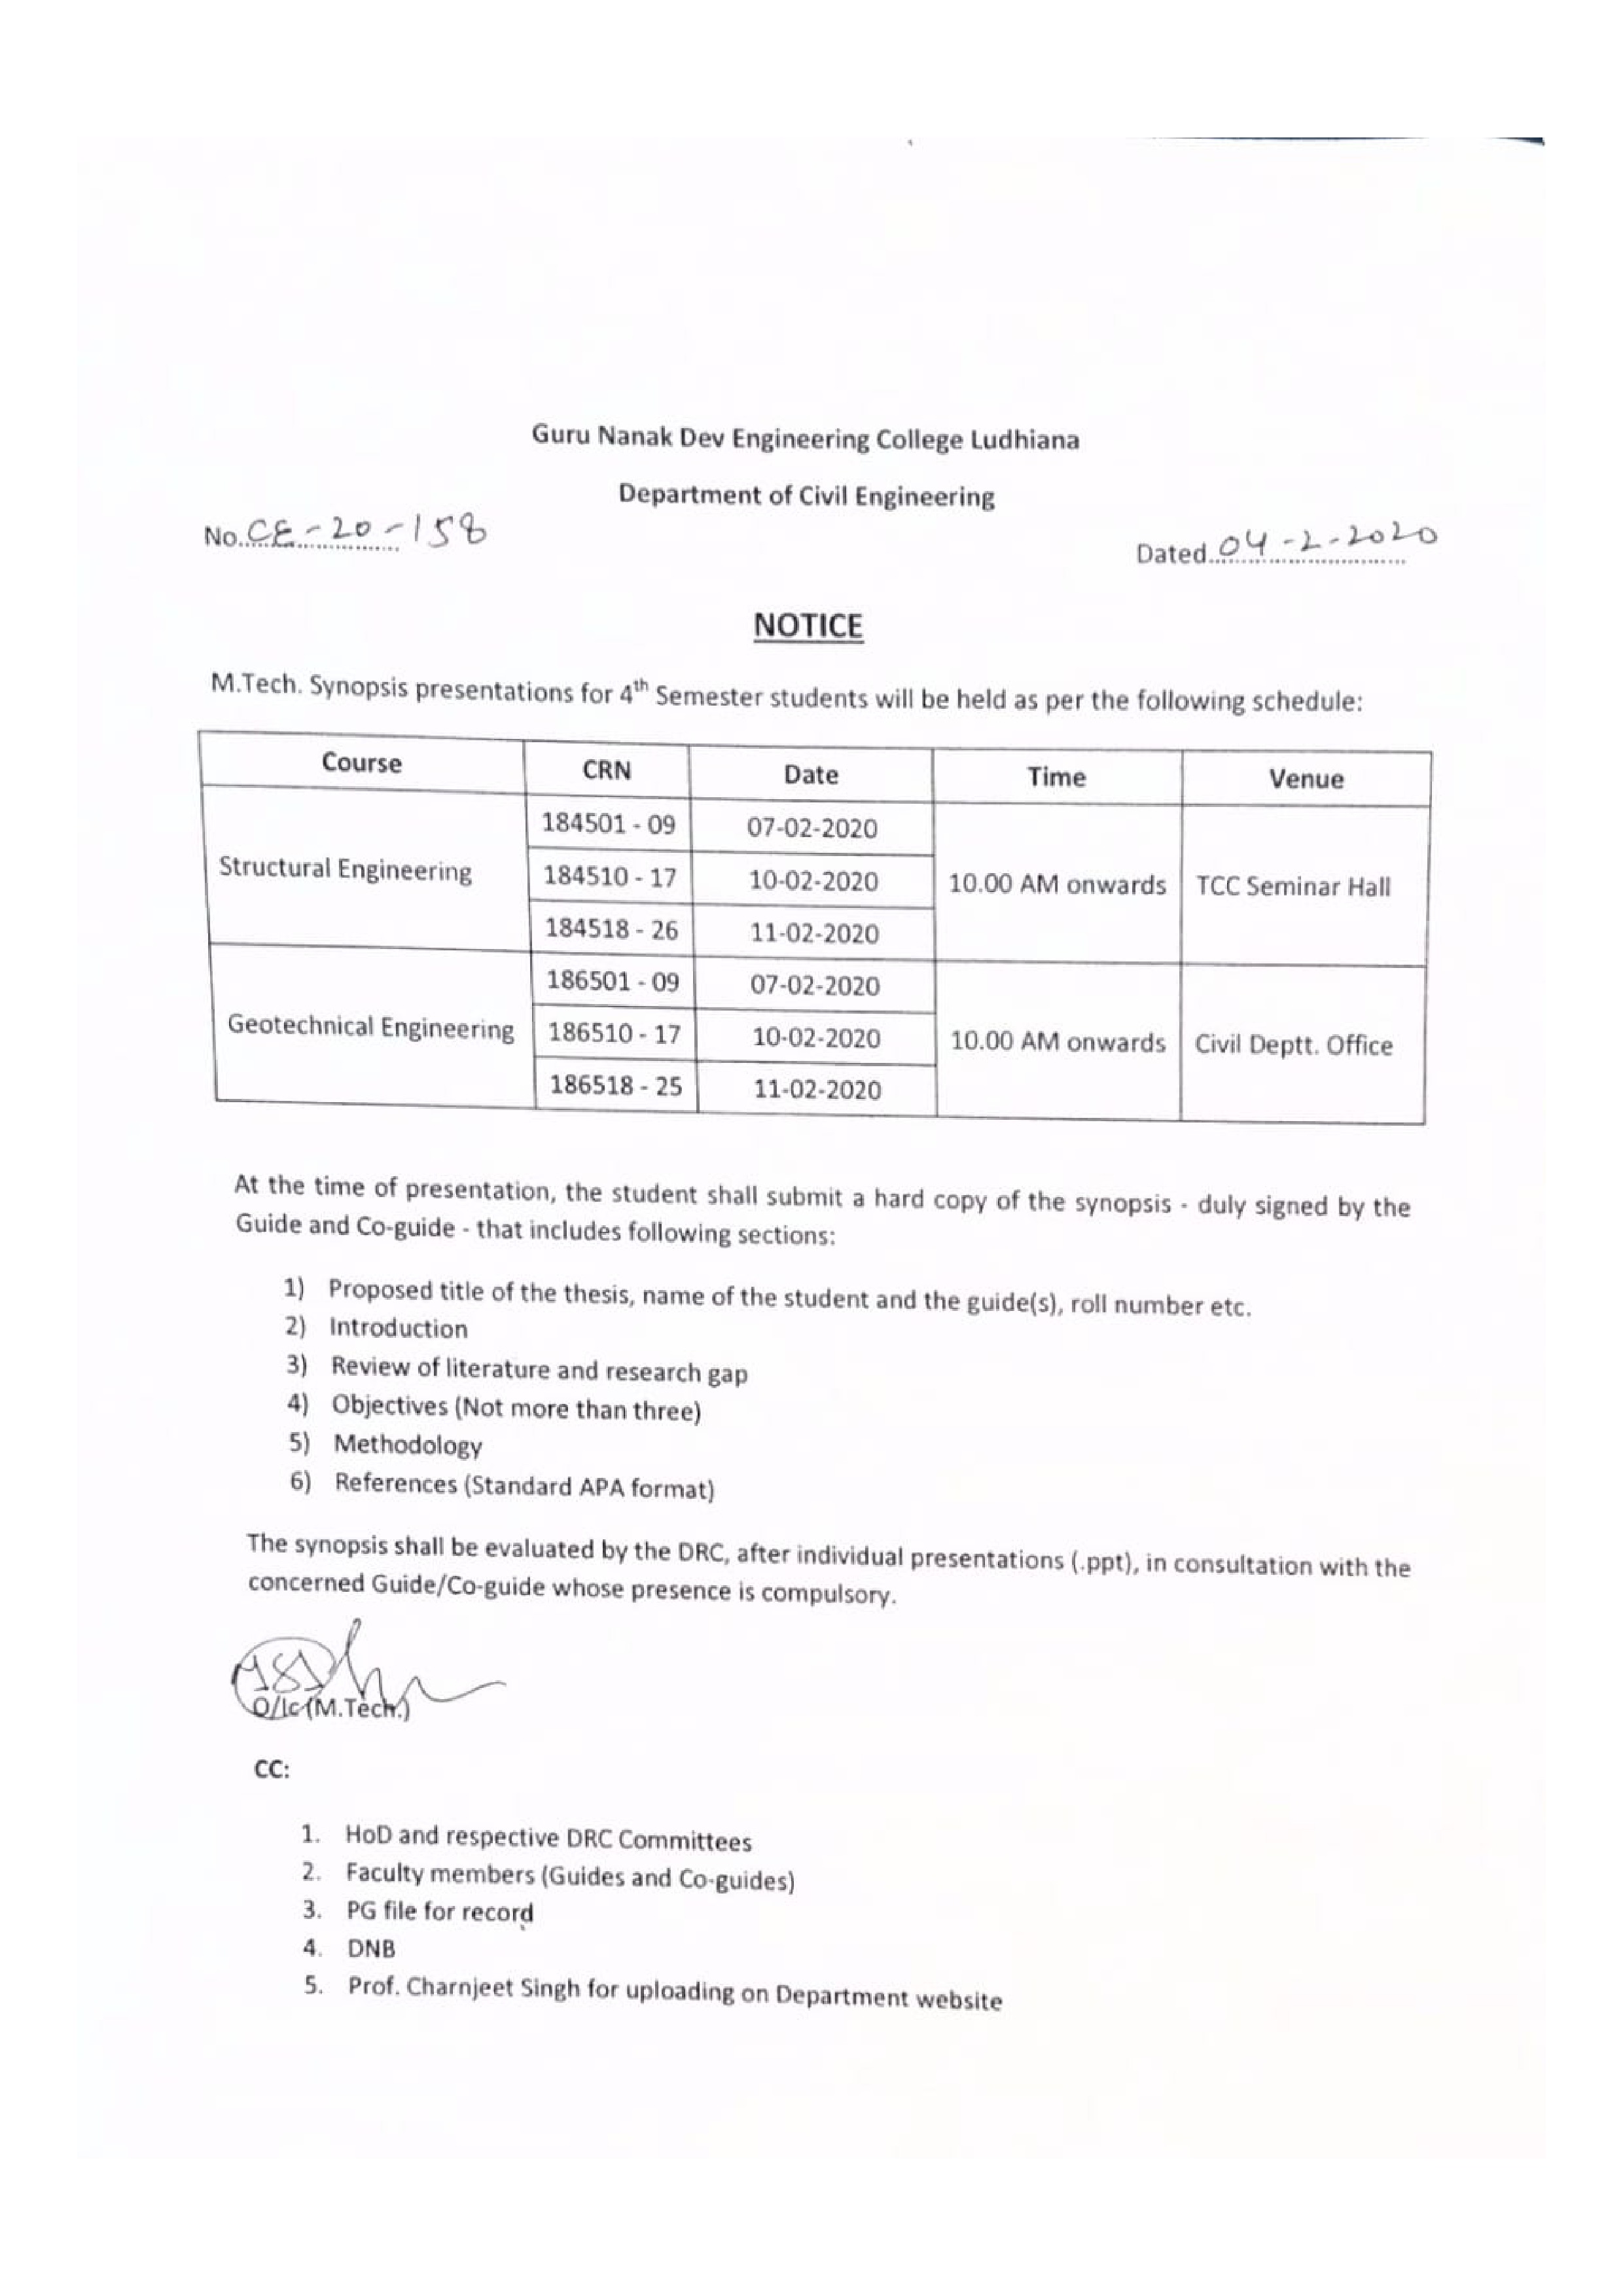 Guru Nanak Dev Engineering College Ludhiana
Department of Civil Engineering
No. CE-20-158
Dated 04-2-2020
NOTICE
M.Tech. Synopsis presentations for 4th Semester students will be held as per the following schedule:
Course CRN Date Time Venue
Structural Engineering 184501 - 09 07-02-2020 10.00 AM onwards TCC Seminar Hall
184510 - 17 10-02-2020
184518 - 26 11-02-2020
Geotechnical Engineering 186501 - 09 07-02-2020 10.00 AM onwards Civil Deptt. Office
186510 - 17 10-02-2020
186518 - 25 11-02-2020
At the time of presentation, the student shall submit a hard copy of the synopsis - duly signed by the
Guide and Co-guide - that includes following sections:
1) Proposed title of the thesis, name of the student and the guide(s), roll number etc.
2) Introduction
3) Review of literature and research gap
4) Objectives (Not more than three)
5) Methodology
6) References (Standard APA format)
The synopsis shall be evaluated by the DRC, after individual presentations (.ppt), in consultation with the
concerned Guide/Co-guide whose presence is compulsory.
O/Ic (M.Tech.)
CC:
1. HoD and respective DRC Committees
2. Faculty members (Guides and Co-guides)
3. PG file for record
4. DNB
5. Prof. Charnjeet Singh for uploading on Department website